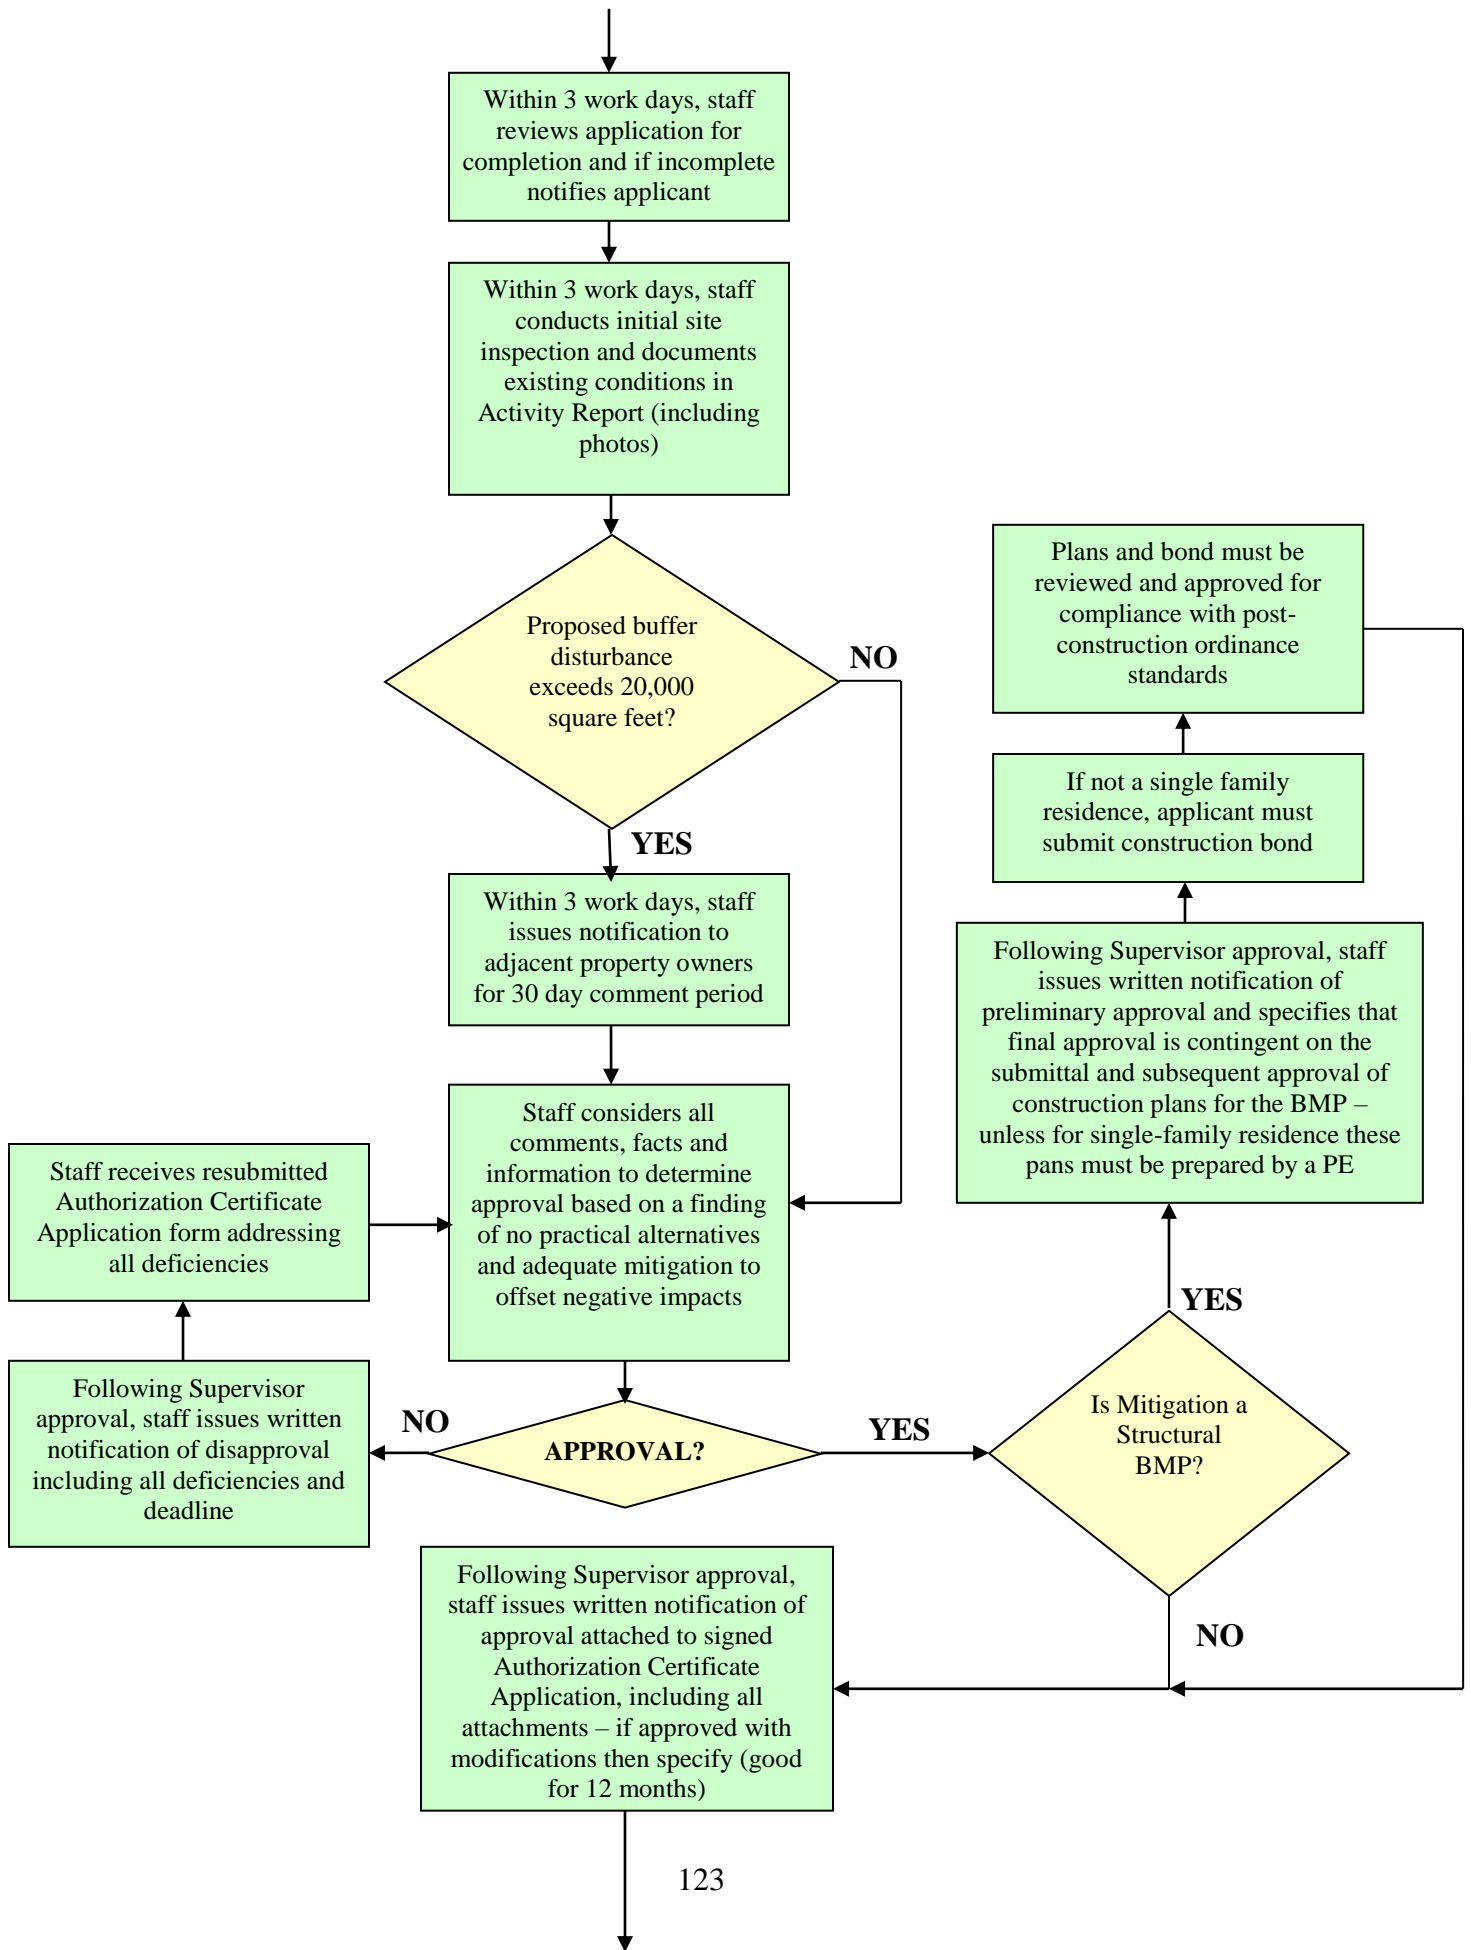 Within 3 work days, staff
reviews application for
completion and if incomplete
notifies applicant
Within 3 work days, staff
conducts initial site
inspection and documents
existing conditions in
Activity Report (including
photos)
Proposed buffer
disturbance
exceeds 20,000
square feet?
NO
YES
Within 3 work days, staff
issues notification to
adjacent property owners
for 30 day comment period
Staff considers all
comments, facts and
information to determine
approval based on a finding
of no practical alternatives
and adequate mitigation to
offset negative impacts
Staff receives resubmitted
Authorization Certificate
Application form addressing
all deficiencies
Following Supervisor
approval, staff issues written
notification of disapproval
including all deficiencies and
deadline
NO
APPROVAL?
YES
Is Mitigation a
Structural
BMP?
YES
NO
Following Supervisor approval, staff
issues written notification of
preliminary approval and specifies that
final approval is contingent on the
submittal and subsequent approval of
construction plans for the BMP –
unless for single-family residence these
pans must be prepared by a PE
If not a single family
residence, applicant must
submit construction bond
Plans and bond must be
reviewed and approved for
compliance with post-
construction ordinance
standards
Following Supervisor approval,
staff issues written notification of
approval attached to signed
Authorization Certificate
Application, including all
attachments – if approved with
modifications then specify (good
for 12 months)
123